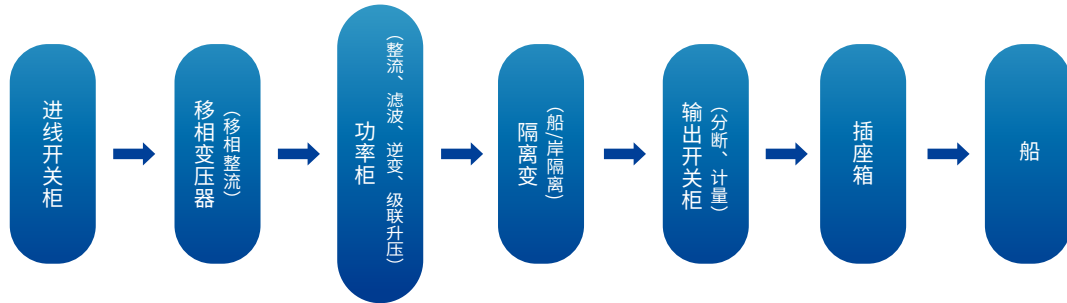 进线开关柜
移相变压器
（移相整流）
功率柜
（整流、滤波、逆变、级联升压）
隔离变
（船/岸隔离）
输出开关柜
（分断、计量）
插座箱
船